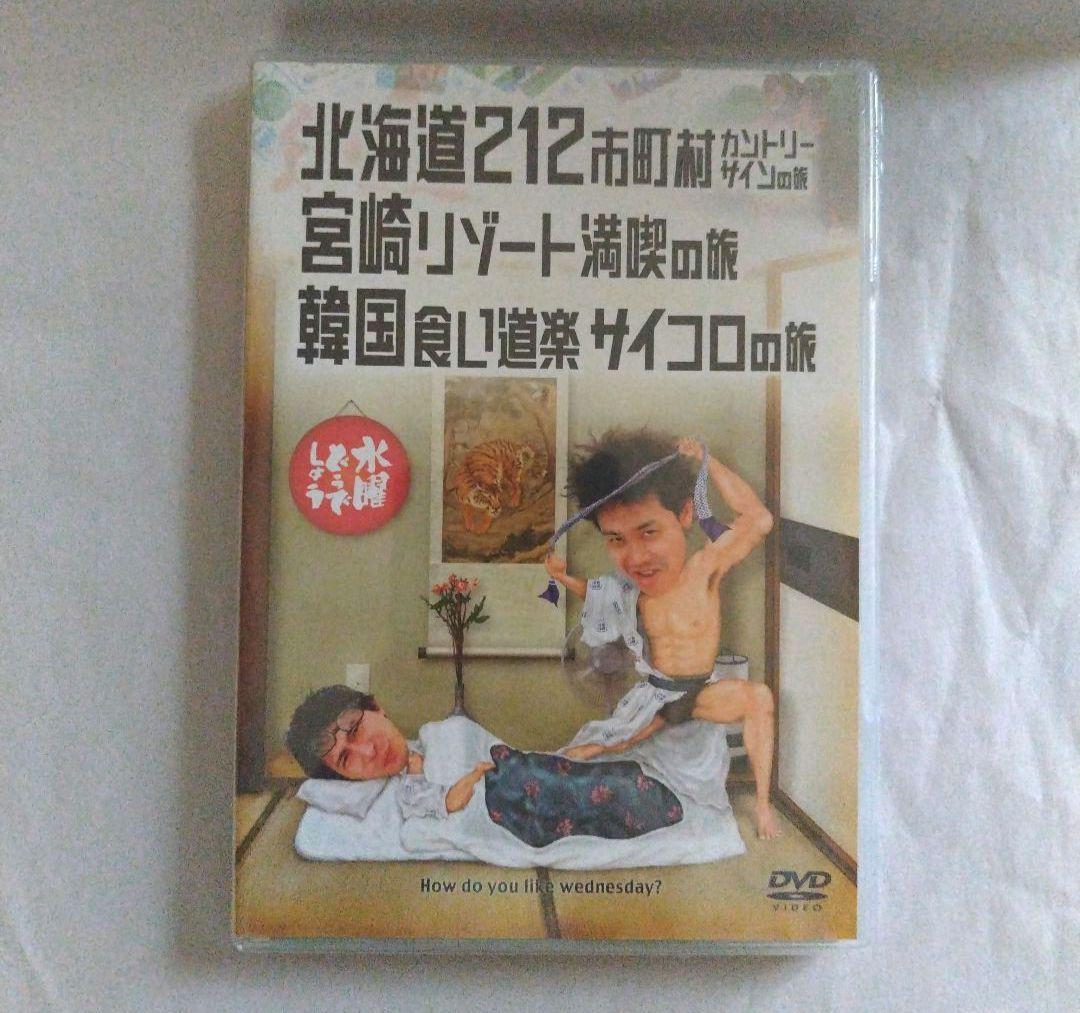 北海道212市町村カントリーサインの旅
宮崎リゾート満喫の旅
韓国食い道楽サイコロの旅
水曜
どうで
しょう
How do you like wednesday?
DVD
VIDEO